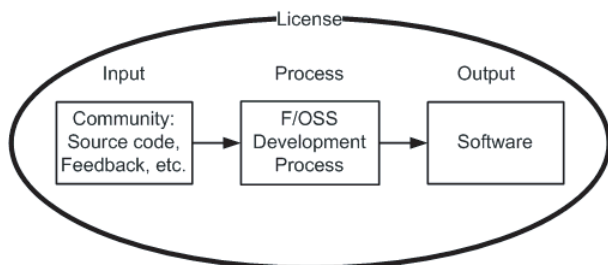 License
Input
Process
Output
Community:
Source code,
Feedback, etc.
F/OSS
Development
Process
Software